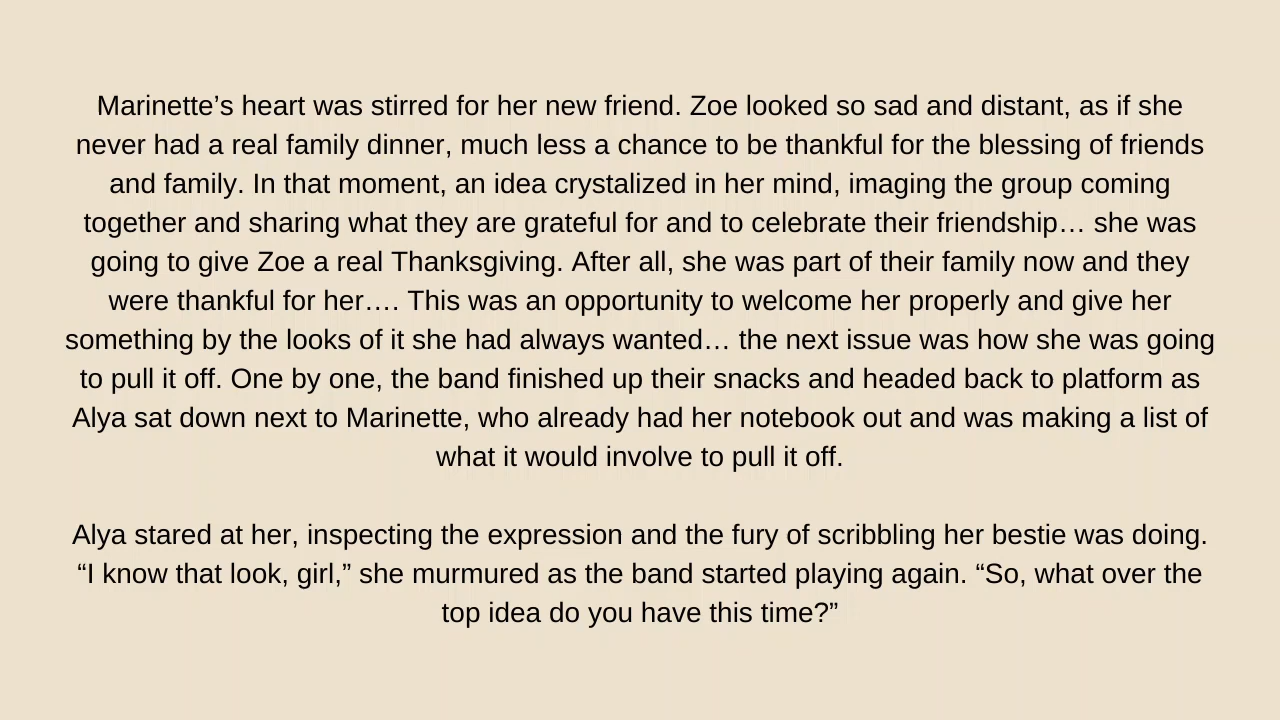 Marinette’s heart was stirred for her new friend. Zoe looked so sad and distant, as if she
never had a real family dinner, much less a chance to be thankful for the blessing of friends
and family. In that moment, an idea crystalized in her mind, imaging the group coming
together and sharing what they are grateful for and to celebrate their friendship… she was
going to give Zoe a real Thanksgiving. After all, she was part of their family now and they
were thankful for her…. This was an opportunity to welcome her properly and give her
something by the looks of it she had always wanted… the next issue was how she was going
to pull it off. One by one, the band finished up their snacks and headed back to platform as
Alya sat down next to Marinette, who already had her notebook out and was making a list of
what it would involve to pull it off.
Alya stared at her, inspecting the expression and the fury of scribbling her bestie was doing.
“I know that look, girl,” she murmured as the band started playing again. “So, what over the
top idea do you have this time?”